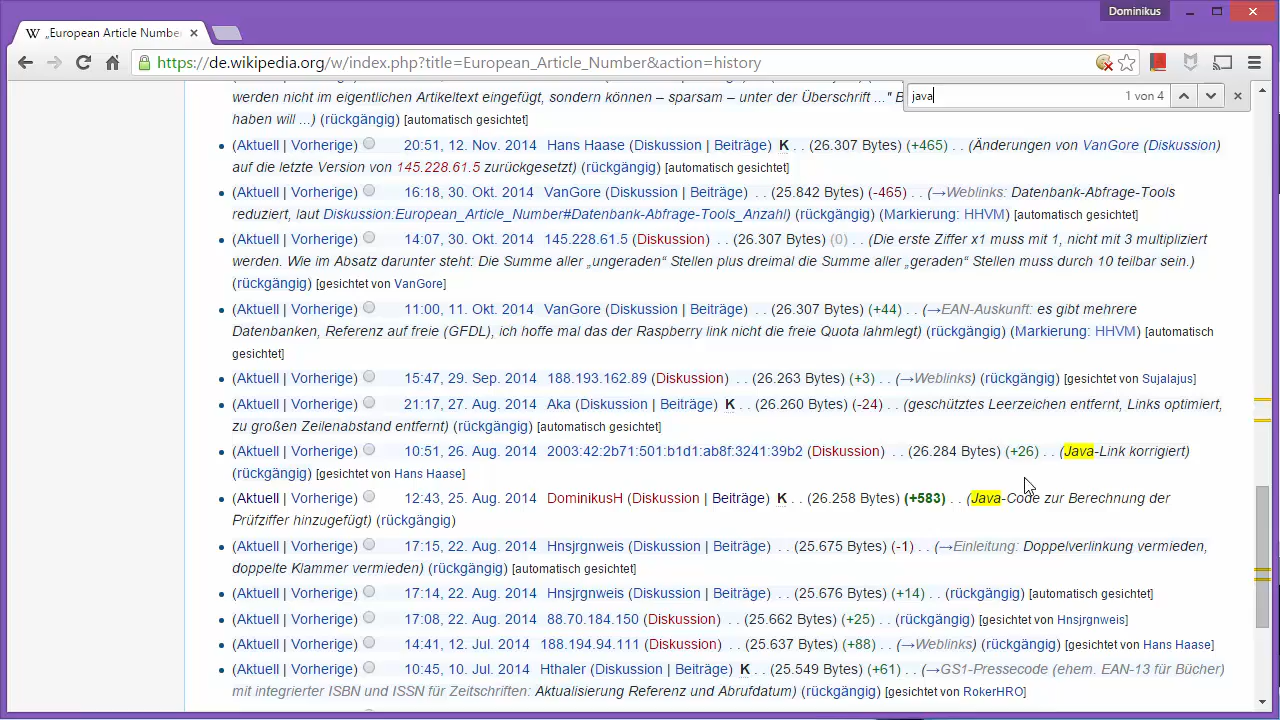 Dominikus
„European Article Numbe
https://de.wikipedia.org/w/index.php?title=European_Article_Number&action=history
java 1 von 4
werden nicht im eigentlichen Artikeltext eingefügt, sondern können – sparsam – unter der Überschrift ..." B
haben will ...) (rückgängig) [automatisch gesichtet]
(Aktuell | Vorherige) 20:51, 12. Nov. 2014 Hans Haase (Diskussion | Beiträge) K . . (26.307 Bytes) (+465) . . (Änderungen von VanGore (Diskussion)
auf die letzte Version von 145.228.61.5 zurückgesetzt) (rückgängig) [automatisch gesichtet]
(Aktuell | Vorherige) 16:18, 30. Okt. 2014 VanGore (Diskussion | Beiträge) . . (25.842 Bytes) (-465) . . (→Weblinks: Datenbank-Abfrage-Tools
reduziert, laut Diskussion:European_Article_Number#Datenbank-Abfrage-Tools_Anzahl) (rückgängig) (Markierung: HHVM) [automatisch gesichtet]
(Aktuell | Vorherige) 14:07, 30. Okt. 2014 145.228.61.5 (Diskussion) . . (26.307 Bytes) (0) . . (Die erste Ziffer x1 muss mit 1, nicht mit 3 multipliziert
werden. Wie im Absatz darunter steht: Die Summe aller „ungeraden“ Stellen plus dreimal die Summe aller „geraden“ Stellen muss durch 10 teilbar sein.)
(rückgängig) [gesichtet von VanGore]
(Aktuell | Vorherige) 11:00, 11. Okt. 2014 VanGore (Diskussion | Beiträge) . . (26.307 Bytes) (+44) . . (→EAN-Auskunft: es gibt mehrere
Datenbanken, Referenz auf freie (GFDL), ich hoffe mal das der Raspberry link nicht die freie Quota lahmlegt) (rückgängig) (Markierung: HHVM) [automatisch
gesichtet]
(Aktuell | Vorherige) 15:47, 29. Sep. 2014 188.193.162.89 (Diskussion) . . (26.263 Bytes) (+3) . . (→Weblinks) (rückgängig) [gesichtet von Sujalajus]
(Aktuell | Vorherige) 21:17, 27. Aug. 2014 Aka (Diskussion | Beiträge) K . . (26.260 Bytes) (-24) . . (geschütztes Leerzeichen entfernt, Links optimiert,
zu großen Zeilenabstand entfernt) (rückgängig) [automatisch gesichtet]
(Aktuell | Vorherige) 10:51, 26. Aug. 2014 2003:42:2b71:501:b1d1:ab8f:3241:39b2 (Diskussion) . . (26.284 Bytes) (+26) . . (Java-Link korrigiert)
(rückgängig) [gesichtet von Hans Haase]
(Aktuell | Vorherige) 12:43, 25. Aug. 2014 DominikusH (Diskussion | Beiträge) K . . (26.258 Bytes) (+583) . . (Java-Code zur Berechnung der
Prüfziffer hinzugefügt) (rückgängig)
(Aktuell | Vorherige) 17:15, 22. Aug. 2014 Hnsjrgnweis (Diskussion | Beiträge) . . (25.675 Bytes) (-1) . . (→Einleitung: Doppelverlinkung vermieden,
doppelte Klammer vermieden) (rückgängig) [automatisch gesichtet]
(Aktuell | Vorherige) 17:14, 22. Aug. 2014 Hnsjrgnweis (Diskussion | Beiträge) . . (25.676 Bytes) (+14) . . (rückgängig) [automatisch gesichtet]
(Aktuell | Vorherige) 17:08, 22. Aug. 2014 88.70.184.150 (Diskussion) . . (25.662 Bytes) (+25) . . (rückgängig) [gesichtet von Hnsjrgnweis]
(Aktuell | Vorherige) 14:41, 12. Jul. 2014 188.194.94.111 (Diskussion) . . (25.637 Bytes) (+88) . . (→Weblinks) (rückgängig) [gesichtet von Hans Haase]
(Aktuell | Vorherige) 10:45, 10. Jul. 2014 Hthaler (Diskussion | Beiträge) K . . (25.549 Bytes) (+61) . . (→GS1-Pressecode (ehem. EAN-13 für Bücher)
mit integrierter ISBN und ISSN für Zeitschriften: Aktualisierung Referenz und Abrufdatum) (rückgängig) [gesichtet von RokerHRO]